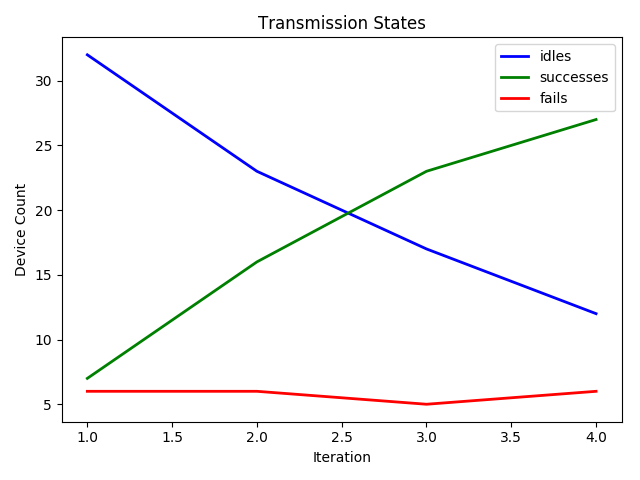 Transmission States
idles
successes
fails
Device Count
30
25
20
15
10
5
1.0 1.5 2.0 2.5 3.0 3.5 4.0
Iteration